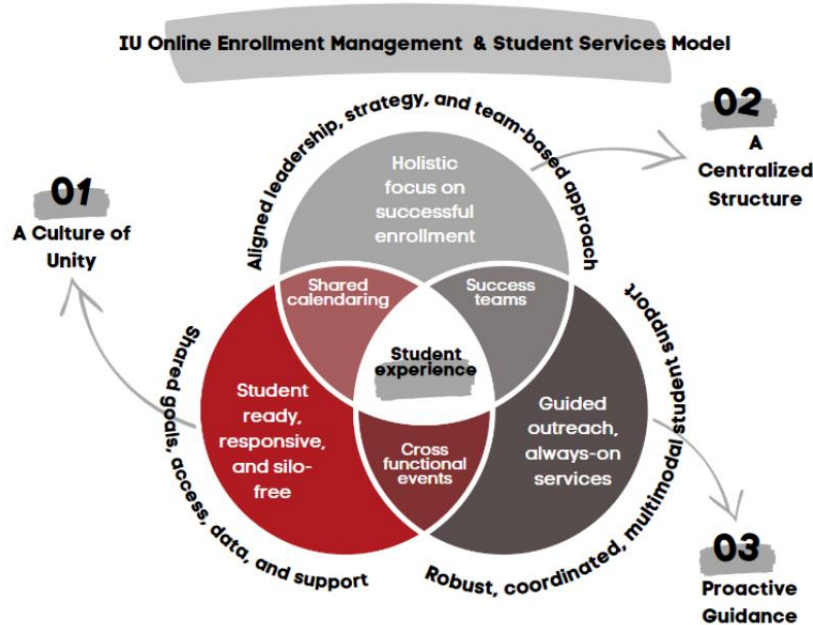 IU Online Enrollment Management & Student Services Model
01
A Culture of
Unity
02
A
Centralized
Structure
Aligned leadership, strategy, and team-based approach
Holistic
focus on
successful
enrollment
Shared
calendaring
Success
teams
Student
experience
Student
ready,
responsive,
and silo-
free
Guided
outreach,
always-on
services
Cross
functional
events
Shared goals, access, data, and support
Robust, coordinated, multimodal student support
03
Proactive
Guidance